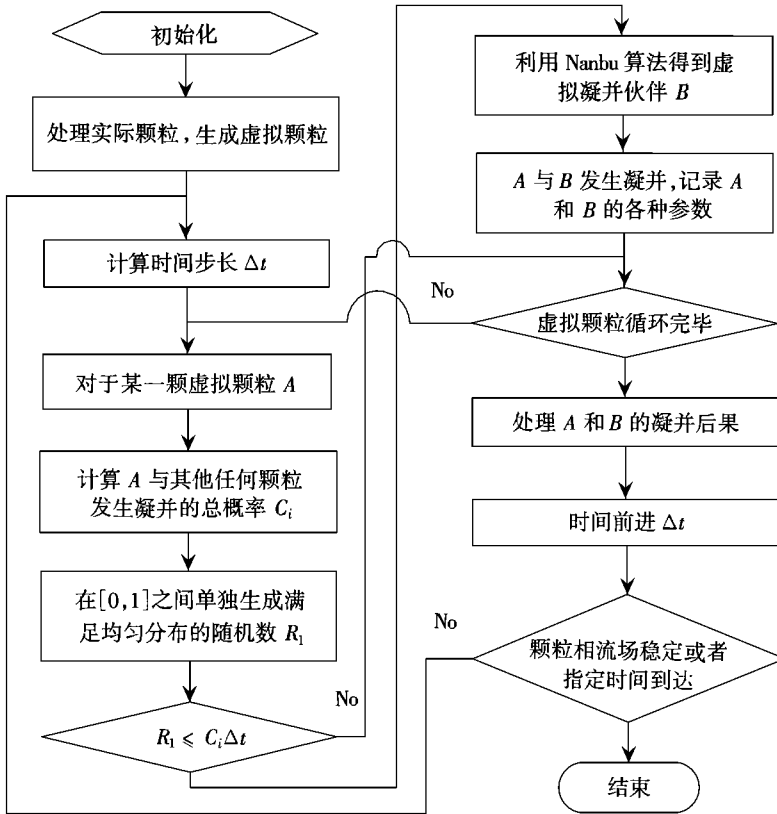 初始化
处理实际颗粒,生成虚拟颗粒
计算时间步长 Δt
对于某一颗虚拟颗粒 A
计算 A 与其他任何颗粒
发生凝并的总概率 Cᵢ
在[0,1]之间单独生成满
足均匀分布的随机数 R₁
R₁ ≤ CᵢΔt
No
利用 Nanbu 算法得到虚
拟凝并伙伴 B
A 与 B 发生凝并,记录 A
和 B 的各种参数
No
虚拟颗粒循环完毕
处理 A 和 B 的凝并后果
时间前进 Δt
No
颗粒相流场稳定或者
指定时间到达
结束